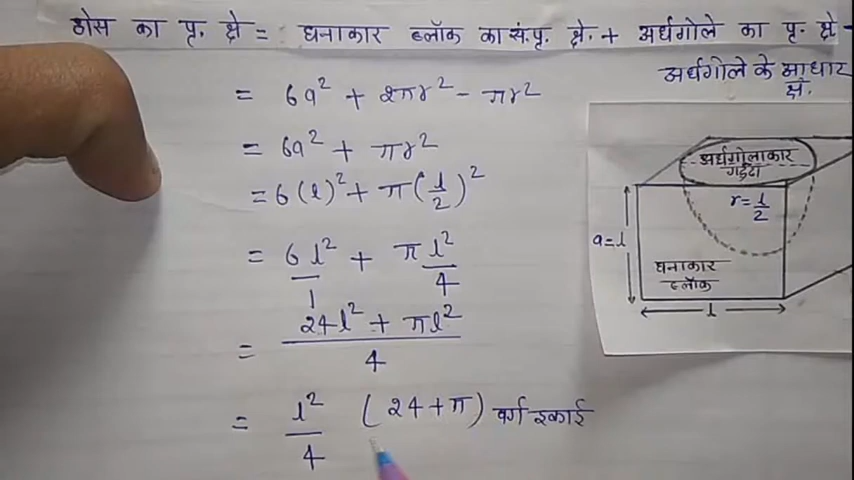 ठोस का पृ. क्षे = घनाकार ब्लॉक का सं.पृ. क्षे. + अर्धगोले का पृ. क्षे -
अर्धगोले के आधार
क्षे.
= 6a² + 2πr² - πr²
= 6a² + πr²
= 6(l)² + π(l/2)²
= 6l²/1 + πl²/4
= 24l² + πl²/4
= l²/4 (24+π) वर्ग इकाई
अर्धगोलाकार
गड्ढा
r = l/2
a = l
घनाकार
ब्लॉक
l